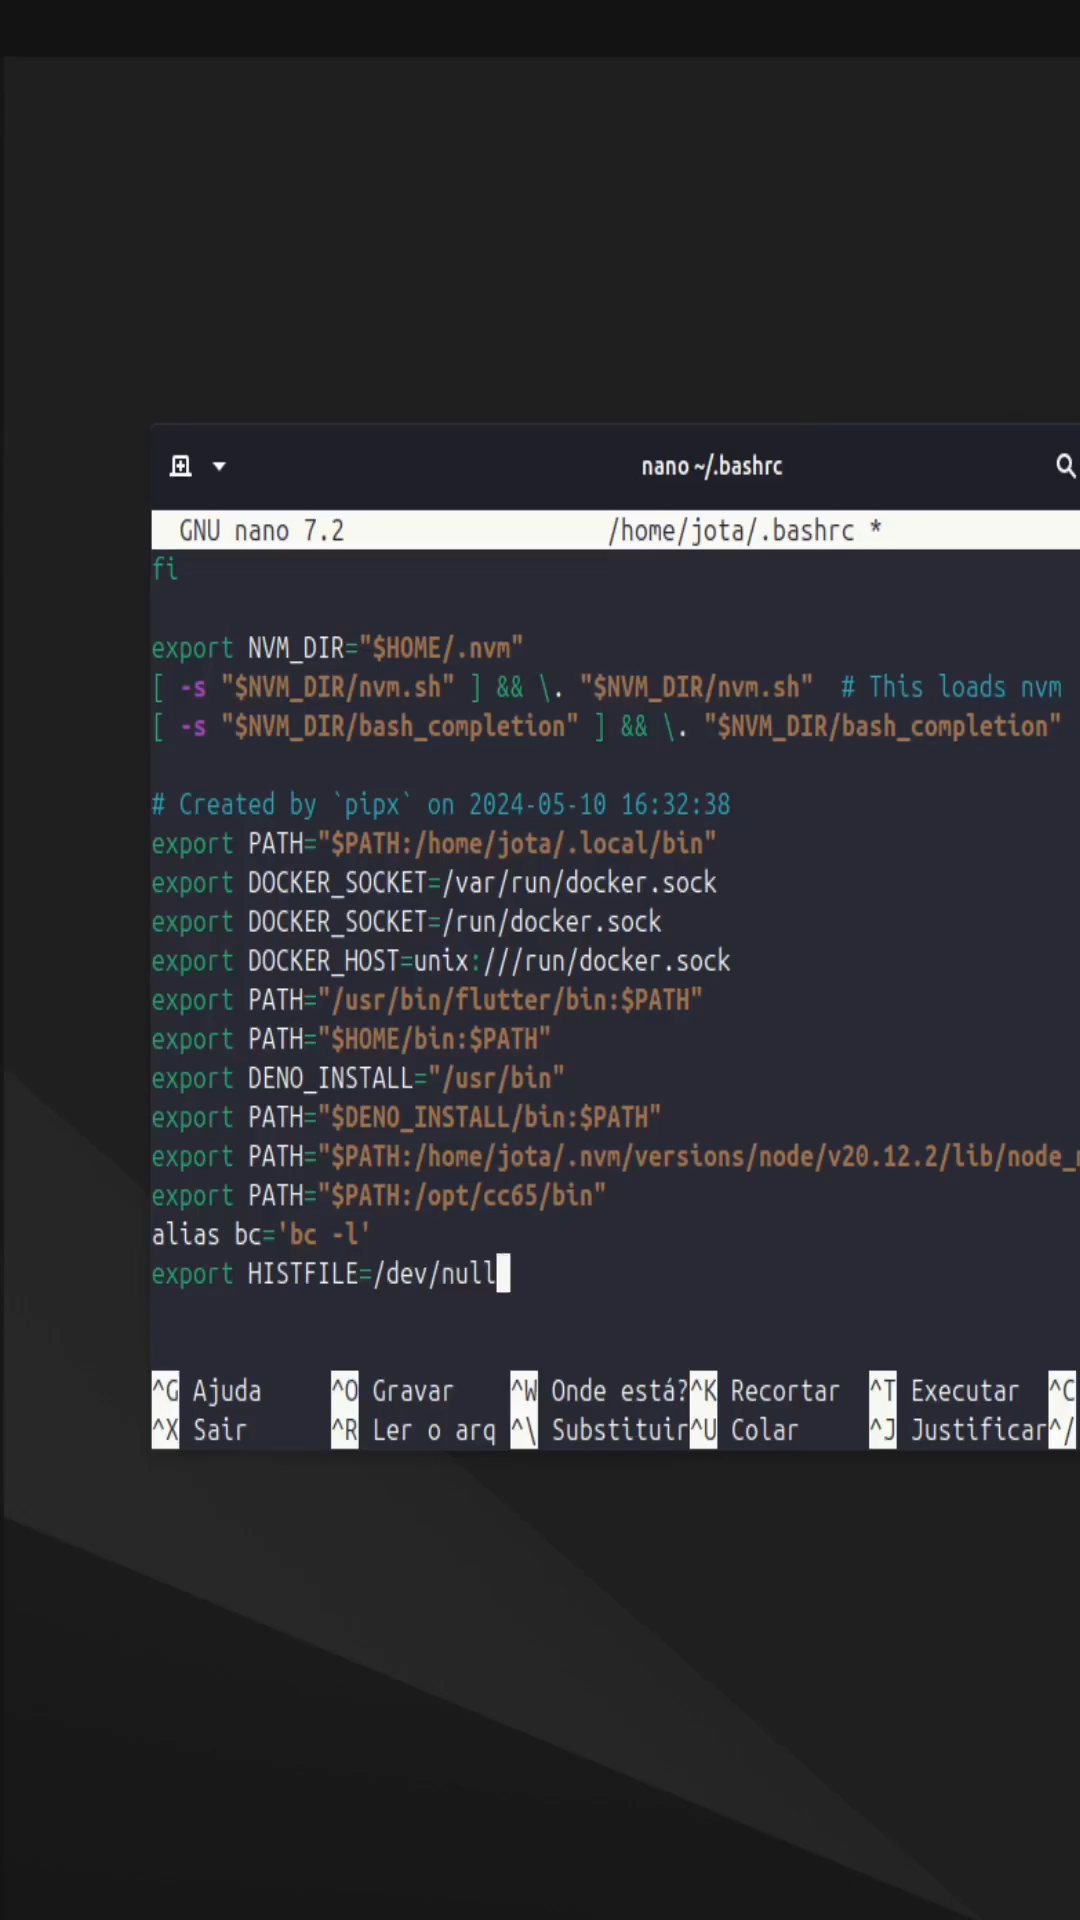 nano ~/.bashrc
GNU nano 7.2 /home/jota/.bashrc *
fi
export NVM_DIR="$HOME/.nvm"
[ -s "$NVM_DIR/nvm.sh" ] && \. "$NVM_DIR/nvm.sh"  # This loads nvm
[ -s "$NVM_DIR/bash_completion" ] && \. "$NVM_DIR/bash_completion"
# Created by `pipx` on 2024-05-10 16:32:38
export PATH="$PATH:/home/jota/.local/bin"
export DOCKER_SOCKET=/var/run/docker.sock
export DOCKER_SOCKET=/run/docker.sock
export DOCKER_HOST=unix:///run/docker.sock
export PATH="/usr/bin/flutter/bin:$PATH"
export PATH="$HOME/bin:$PATH"
export DENO_INSTALL="/usr/bin"
export PATH="$DENO_INSTALL/bin:$PATH"
export PATH="$PATH:/home/jota/.nvm/versions/node/v20.12.2/lib/node_
export PATH="$PATH:/opt/cc65/bin"
alias bc='bc -l'
export HISTFILE=/dev/null
^G Ajuda ^O Gravar ^W Onde está? ^K Recortar ^T Executar ^C
^X Sair ^R Ler o arq ^\ Substituir ^U Colar ^J Justificar ^/